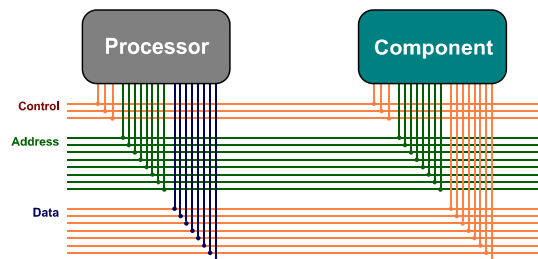 Processor
Component
Control
Address
Data